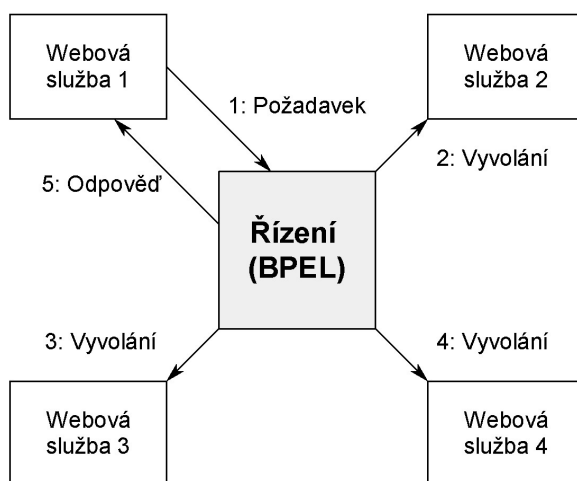 Webová
služba 1
Webová
služba 2
1: Požadavek
2: Vyvolání
5: Odpověď
Řízení
(BPEL)
3: Vyvolání
4: Vyvolání
Webová
služba 3
Webová
služba 4